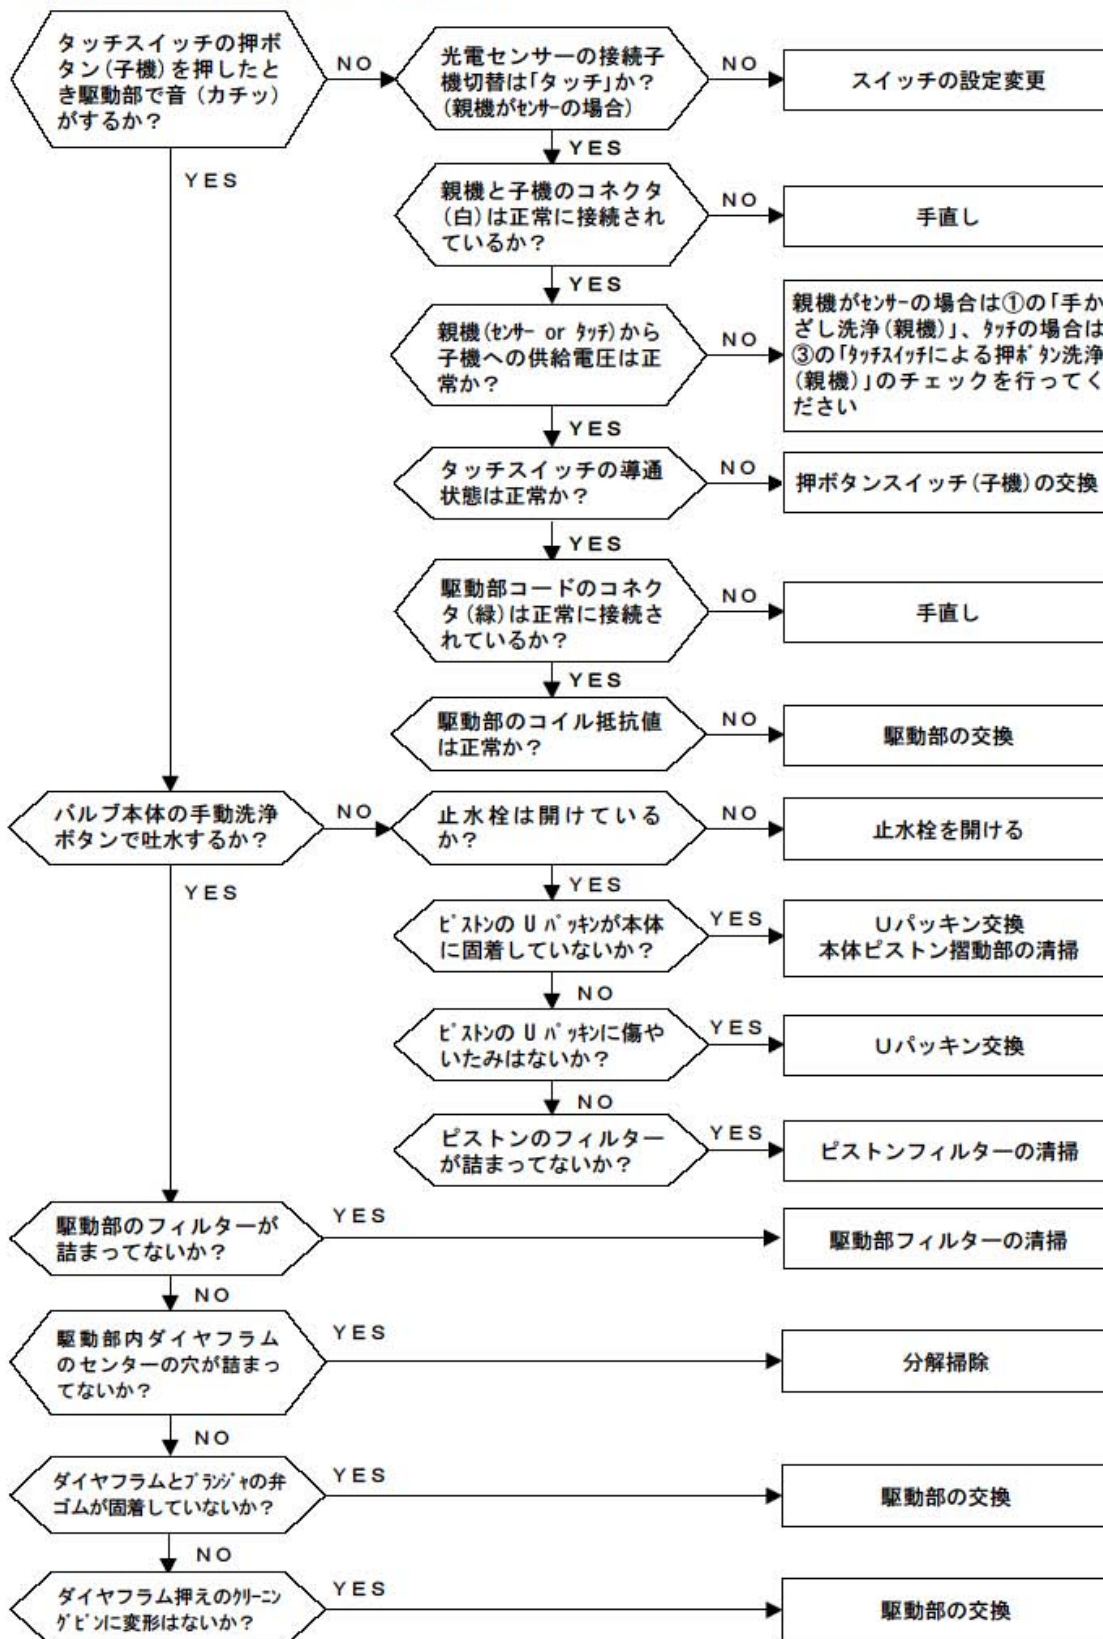 タッチスイッチの押ボ
タン(子機)を押したと
き駆動部で音(カチッ)
がするか?
NO
光電センサーの接続子
機切替は「タッチ」か?
(親機がｾﾝｻｰの場合)
NO
スイッチの設定変更
YES
YES
親機と子機のコネクタ
(白)は正常に接続され
ているか?
NO
手直し
YES
親機(ｾﾝｻｰ or ﾀｯﾁ)から
子機への供給電圧は正
常か?
NO
親機がｾﾝｻｰの場合は①の「手か
ざし洗浄(親機)」、ﾀｯﾁの場合は
③の「ﾀｯﾁｽｲｯﾁによる押ﾎﾞﾀﾝ洗浄
(親機)」のチェックを行ってく
ださい
YES
タッチスイッチの導通
状態は正常か?
NO
押ボタンスイッチ(子機)の交換
YES
駆動部コードのコネク
タ(緑)は正常に接続さ
れているか?
NO
手直し
YES
駆動部のコイル抵抗値
は正常か?
NO
駆動部の交換
バルブ本体の手動洗浄
ボタンで吐水するか?
NO
止水栓は開けている
か?
NO
止水栓を開ける
YES
YES
ﾋﾟｽﾄﾝの U ﾊﾟｯｷﾝが本体
に固着していないか?
YES
Uパッキン交換
本体ピストン摺動部の清掃
NO
ﾋﾟｽﾄﾝの U ﾊﾟｯｷﾝに傷や
いたみはないか?
YES
Uパッキン交換
NO
ピストンのフィルター
が詰まってないか?
YES
ピストンフィルターの清掃
駆動部のフィルターが
詰まってないか?
YES
駆動部フィルターの清掃
NO
駆動部内ダイヤフラム
のセンターの穴が詰まっ
てないか?
YES
分解掃除
NO
ダイヤフラムとﾌﾟﾗﾝｼﾞｬの弁
ゴムが固着していないか?
YES
駆動部の交換
NO
ダイヤフラム押えのｸﾘｰﾆﾝ
ｸﾞﾋﾟﾝに変形はないか?
YES
駆動部の交換